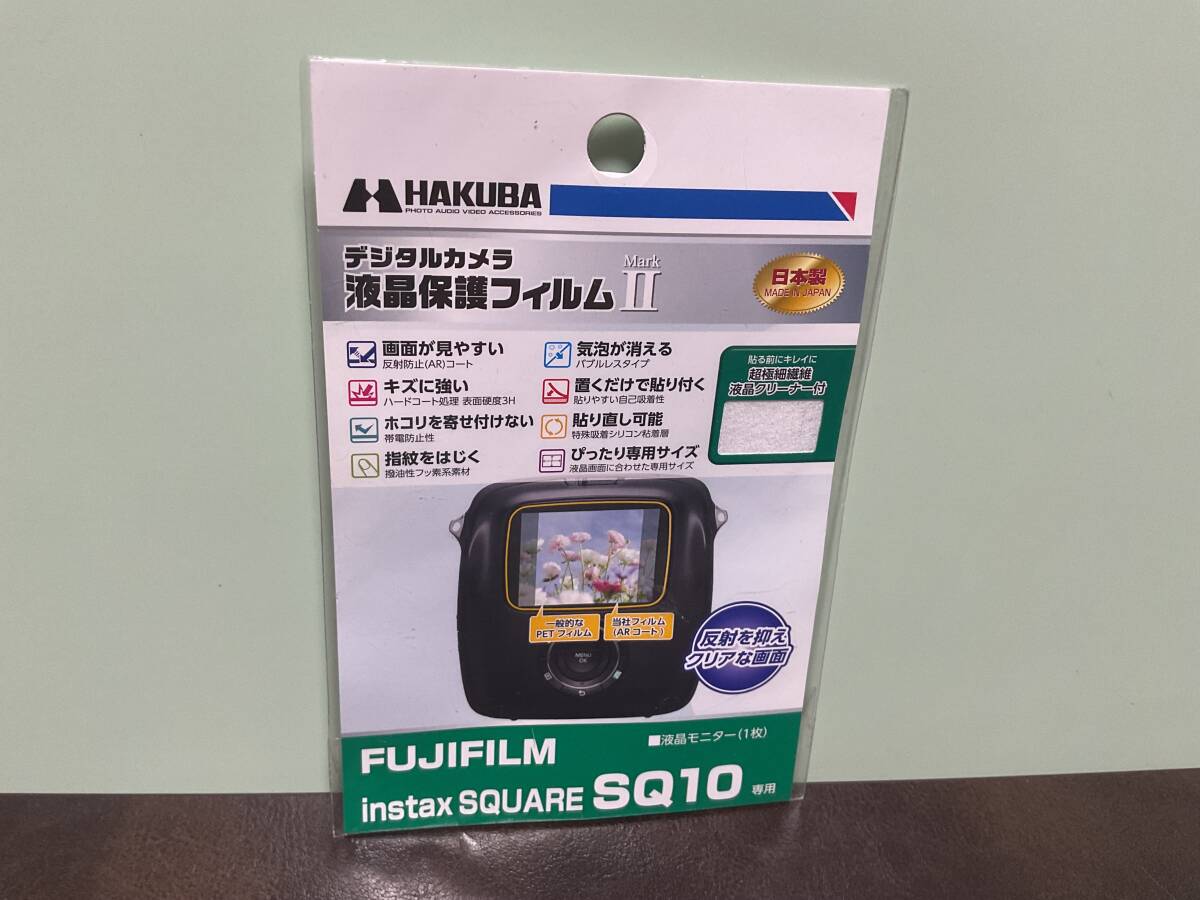 HAKUBA
PHOTO AUDIO VIDEO ACCESSORIES
デジタルカメラ
液晶保護フィルム
Mark
II
日本製
MADE IN JAPAN
画面が見やすい
反射防止(AR)コート
キズに強い
ハードコート処理 表面硬度3H
ホコリを寄せ付けない
帯電防止性
指紋をはじく
撥油性フッ素系素材
気泡が消える
バブルレスタイプ
置くだけで貼り付く
貼りやすい自己吸着性
貼り直し可能
特殊吸着シリコン粘着層
ぴったり専用サイズ
液晶画面に合わせた専用サイズ
貼る前にキレイに
超極細繊維
液晶クリーナー付
一般的な
PETフィルム
当社フィルム
(ARコート)
MENU
OK
反射を抑え
クリアな画面
■液晶モニター(1枚)
FUJIFILM
instax SQUARE SQ10 専用